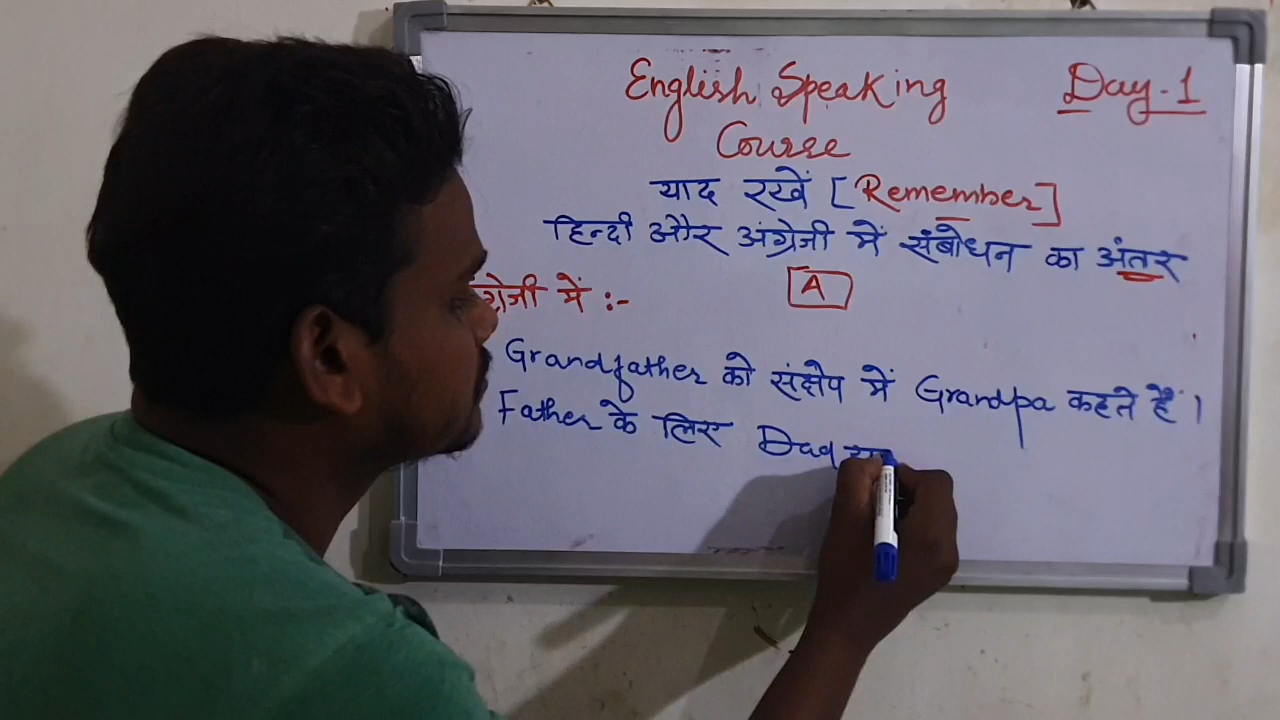 English Speaking Day-1
Course
याद रखें [Remember]
हिन्दी और अंग्रेजी में संबोधन का अंतर
ग्रेजी में :-
A
Grandfather को संक्षेप में Grandpa कहते हैं ।
Father के लिए Dad